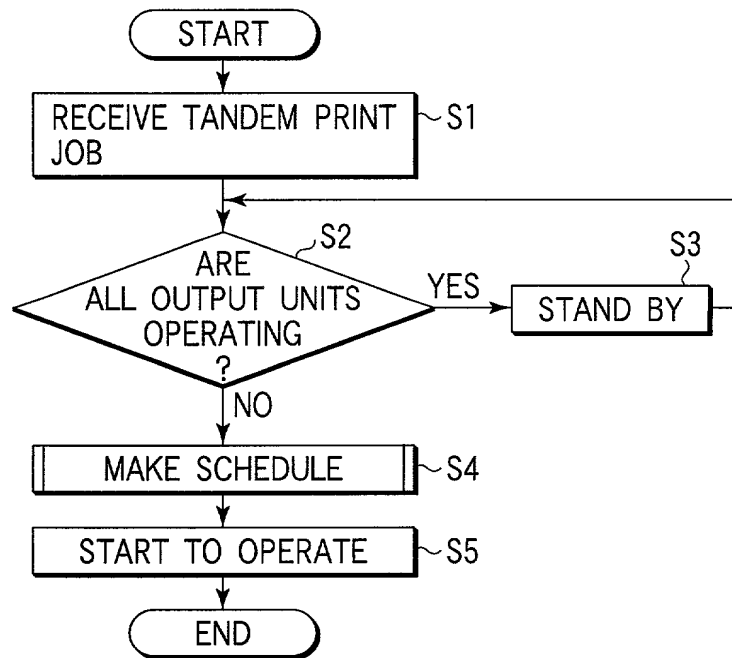 START
RECEIVE TANDEM PRINT
JOB
S1
S2
ARE
ALL OUTPUT UNITS
OPERATING
?
YES
S3
STAND BY
NO
MAKE SCHEDULE
S4
START TO OPERATE
S5
END